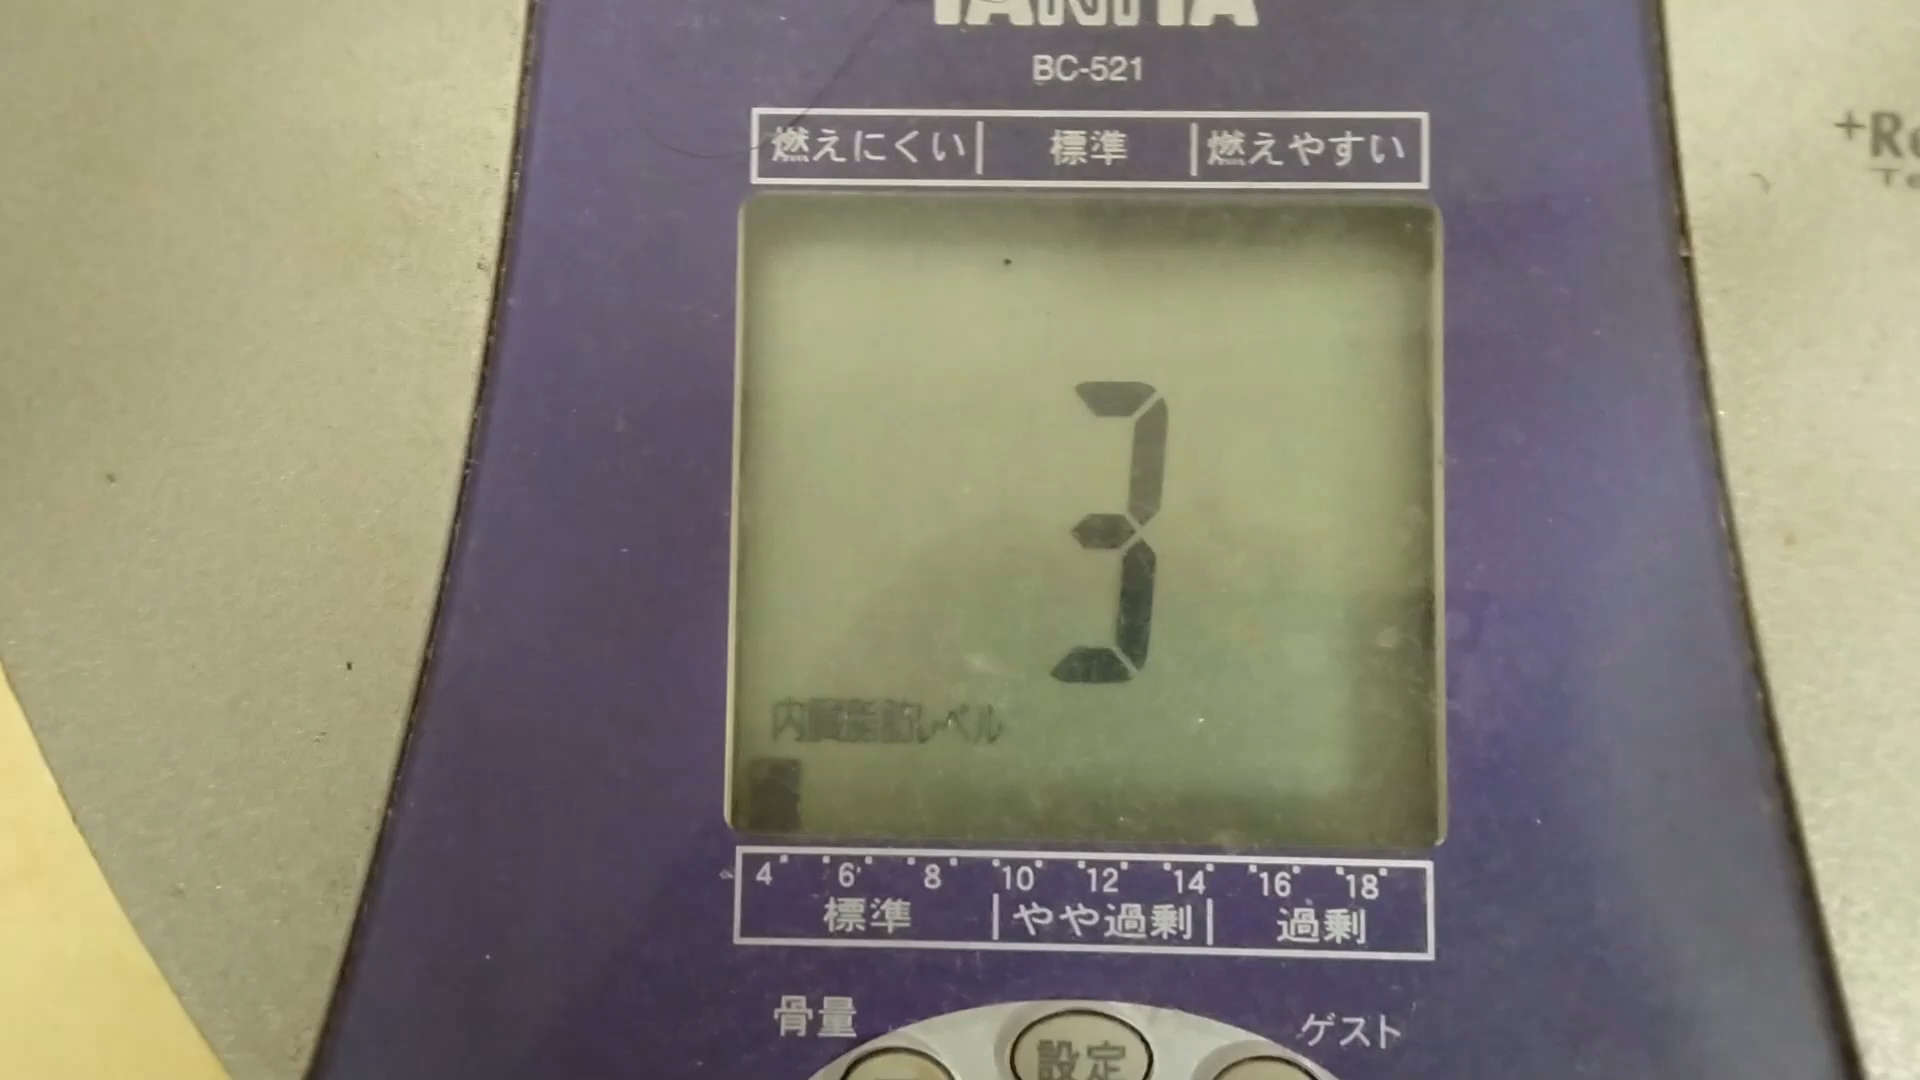 TANITA
BC-521
燃えにくい 標準 燃えやすい
3
内臓脂肪レベル
4 6 8 10 12 14 16 18
標準 やや過剰 過剰
骨量 ゲスト
設定